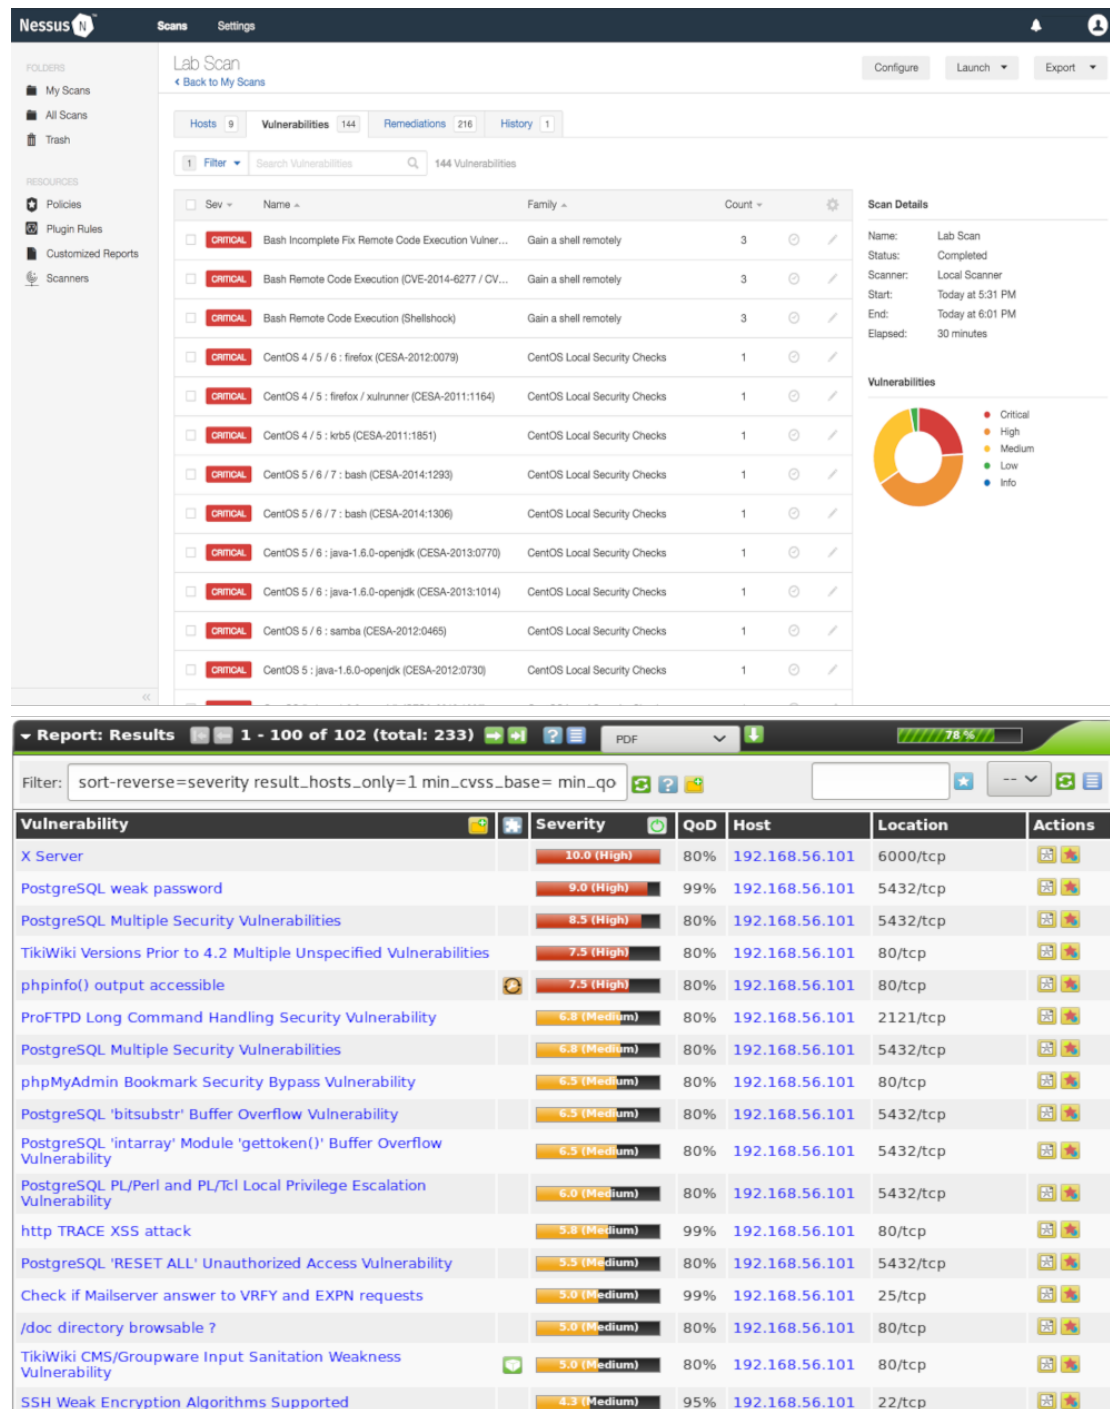 Nessus N
Scans Settings
FOLDERS
My Scans
All Scans
Trash
RESOURCES
Policies
Plugin Rules
Customized Reports
Scanners
Lab Scan
Back to My Scans
Configure Launch Export
Hosts 9 Vulnerabilities 144 Remediations 216 History 1
1 Filter Search Vulnerabilities 144 Vulnerabilities
Sev Name Family Count
CRITICAL Bash Incomplete Fix Remote Code Execution Vulner... Gain a shell remotely 3
CRITICAL Bash Remote Code Execution (CVE-2014-6277 / CV... Gain a shell remotely 3
CRITICAL Bash Remote Code Execution (Shellshock) Gain a shell remotely 3
CRITICAL CentOS 4 / 5 / 6 : firefox (CESA-2012:0079) CentOS Local Security Checks 1
CRITICAL CentOS 4 / 5 : firefox / xulrunner (CESA-2011:1164) CentOS Local Security Checks 1
CRITICAL CentOS 4 / 5 : krb5 (CESA-2011:1851) CentOS Local Security Checks 1
CRITICAL CentOS 5 / 6 / 7 : bash (CESA-2014:1293) CentOS Local Security Checks 1
CRITICAL CentOS 5 / 6 / 7 : bash (CESA-2014:1306) CentOS Local Security Checks 1
CRITICAL CentOS 5 / 6 : java-1.6.0-openjdk (CESA-2013:0770) CentOS Local Security Checks 1
CRITICAL CentOS 5 / 6 : java-1.6.0-openjdk (CESA-2013:1014) CentOS Local Security Checks 1
CRITICAL CentOS 5 / 6 : samba (CESA-2012:0465) CentOS Local Security Checks 1
CRITICAL CentOS 5 : java-1.6.0-openjdk (CESA-2012:0730) CentOS Local Security Checks 1
Scan Details
Name: Lab Scan
Status: Completed
Scanner: Local Scanner
Start: Today at 5:31 PM
End: Today at 6:01 PM
Elapsed: 30 minutes
Vulnerabilities
Critical
High
Medium
Low
Info
Report: Results 1 - 100 of 102 (total: 233) ? PDF 78 %
Filter: sort-reverse=severity result_hosts_only=1 min_cvss_base= min_qo ? --
Vulnerability Severity QoD Host Location Actions
X Server 10.0 (High) 80% 192.168.56.101 6000/tcp
PostgreSQL weak password 9.0 (High) 99% 192.168.56.101 5432/tcp
PostgreSQL Multiple Security Vulnerabilities 8.5 (High) 80% 192.168.56.101 5432/tcp
TikiWiki Versions Prior to 4.2 Multiple Unspecified Vulnerabilities 7.5 (High) 80% 192.168.56.101 80/tcp
phpinfo() output accessible 7.5 (High) 80% 192.168.56.101 80/tcp
ProFTPD Long Command Handling Security Vulnerability 6.8 (Medium) 80% 192.168.56.101 2121/tcp
PostgreSQL Multiple Security Vulnerabilities 6.8 (Medium) 80% 192.168.56.101 5432/tcp
phpMyAdmin Bookmark Security Bypass Vulnerability 6.5 (Medium) 80% 192.168.56.101 80/tcp
PostgreSQL 'bitsubstr' Buffer Overflow Vulnerability 6.5 (Medium) 80% 192.168.56.101 5432/tcp
PostgreSQL 'intarray' Module 'gettoken()' Buffer Overflow
Vulnerability 6.5 (Medium) 80% 192.168.56.101 5432/tcp
PostgreSQL PL/Perl and PL/Tcl Local Privilege Escalation
Vulnerability 6.0 (Medium) 80% 192.168.56.101 5432/tcp
http TRACE XSS attack 5.8 (Medium) 99% 192.168.56.101 80/tcp
PostgreSQL 'RESET ALL' Unauthorized Access Vulnerability 5.5 (Medium) 80% 192.168.56.101 5432/tcp
Check if Mailserver answer to VRFY and EXPN requests 5.0 (Medium) 99% 192.168.56.101 25/tcp
/doc directory browsable ? 5.0 (Medium) 80% 192.168.56.101 80/tcp
TikiWiki CMS/Groupware Input Sanitation Weakness
Vulnerability 5.0 (Medium) 80% 192.168.56.101 80/tcp
SSH Weak Encryption Algorithms Supported 4.3 (Medium) 95% 192.168.56.101 22/tcp